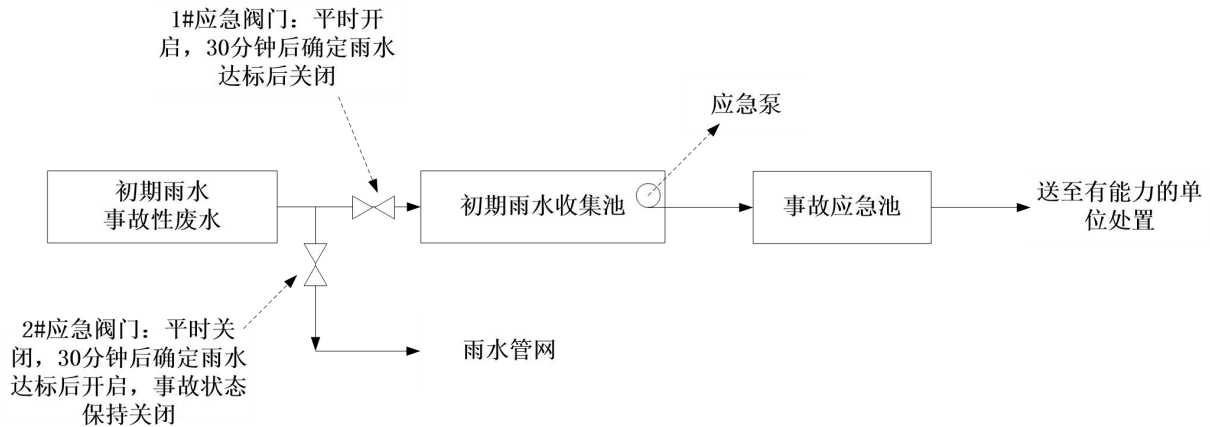 1#应急阀门：平时开
启，30分钟后确定雨水
达标后关闭
应急泵
初期雨水
事故性废水
初期雨水收集池
事故应急池
送至有能力的单
位处置
2#应急阀门：平时关
闭，30分钟后确定雨水
达标后开启，事故状态
保持关闭
雨水管网